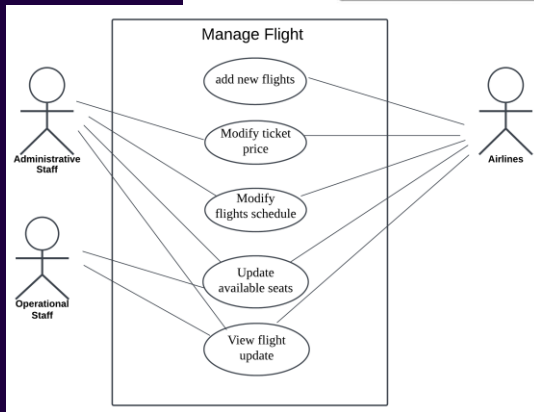 Manage Flight
add new flights
Modify ticket
price
Administrative
Staff
Airlines
Modify
flights schedule
Operational
Staff
Update
available seats
View flight
update